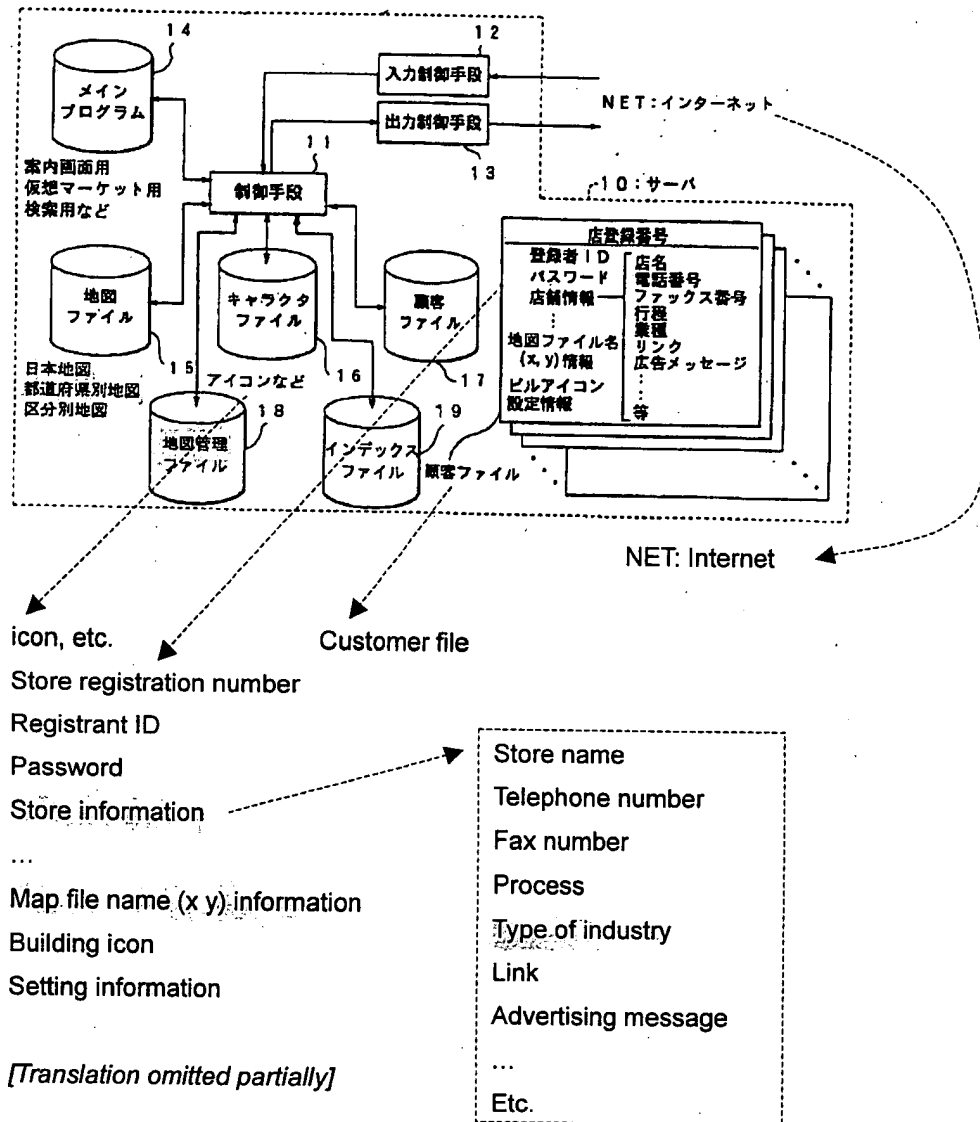 14
12
メイン
プログラム
入力制御手段
NET:インターネット
出力制御手段
11
13
案内画面用
仮想マーケット用
検索用など
制御手段
10:サーバ
店登録番号
登録者ID
パスワード
店舗情報
⋮
地図ファイル名
(x, y)情報
ビルアイコン
設定情報
店名
電話番号
ファックス番号
行程
業種
リンク
広告メッセージ
⋮
等
地図
ファイル
キャラクタ
ファイル
顧客
ファイル
15
16
17
日本地図
都道府県別地図
区分別地図
アイコンなど
18
19
地図管理
ファイル
インデックス
ファイル
顧客ファイル
NET: Internet
icon, etc.
Customer file
Store registration number
Registrant ID
Password
Store information
...
Map file name (x y) information
Building icon
Setting information
[Translation omitted partially]
Store name
Telephone number
Fax number
Process
Type of industry
Link
Advertising message
...
Etc.